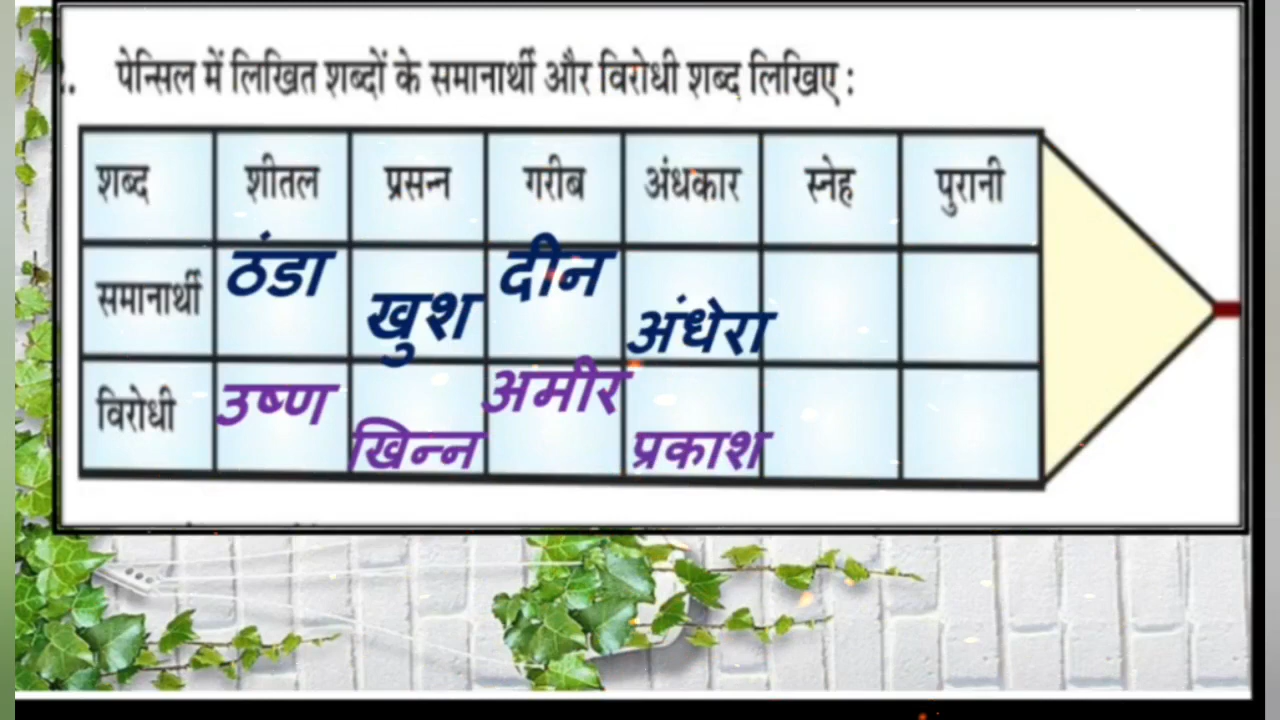 पेन्सिल में लिखित शब्दों के समानार्थी और विरोधी शब्द लिखिए :
शब्द शीतल प्रसन्न गरीब अंधकार स्नेह पुरानी
समानार्थी ठंडा खुश दीन अंधेरा
विरोधी उष्ण खिन्न अमीर प्रकाश